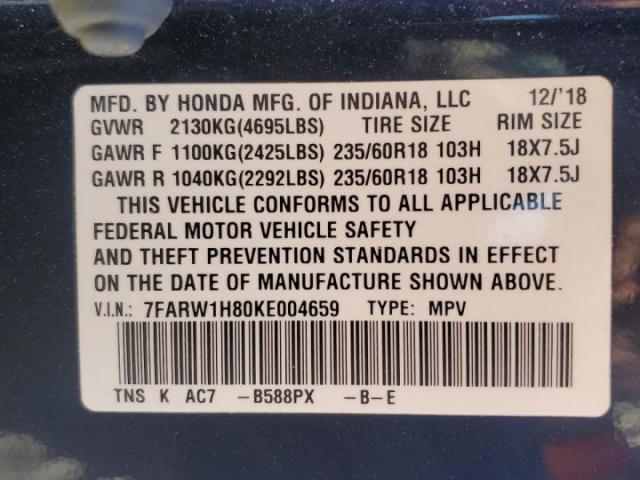 MFD. BY HONDA MFG. OF INDIANA, LLC 12/'18
GVWR 2130KG(4695LBS) TIRE SIZE RIM SIZE
GAWR F 1100KG(2425LBS) 235/60R18 103H 18X7.5J
GAWR R 1040KG(2292LBS) 235/60R18 103H 18X7.5J
THIS VEHICLE CONFORMS TO ALL APPLICABLE
FEDERAL MOTOR VEHICLE SAFETY
AND THEFT PREVENTION STANDARDS IN EFFECT
ON THE DATE OF MANUFACTURE SHOWN ABOVE.
V.I.N.: 7FARW1H80KE004659 TYPE: MPV
TNS K AC7 -B588PX -B-E